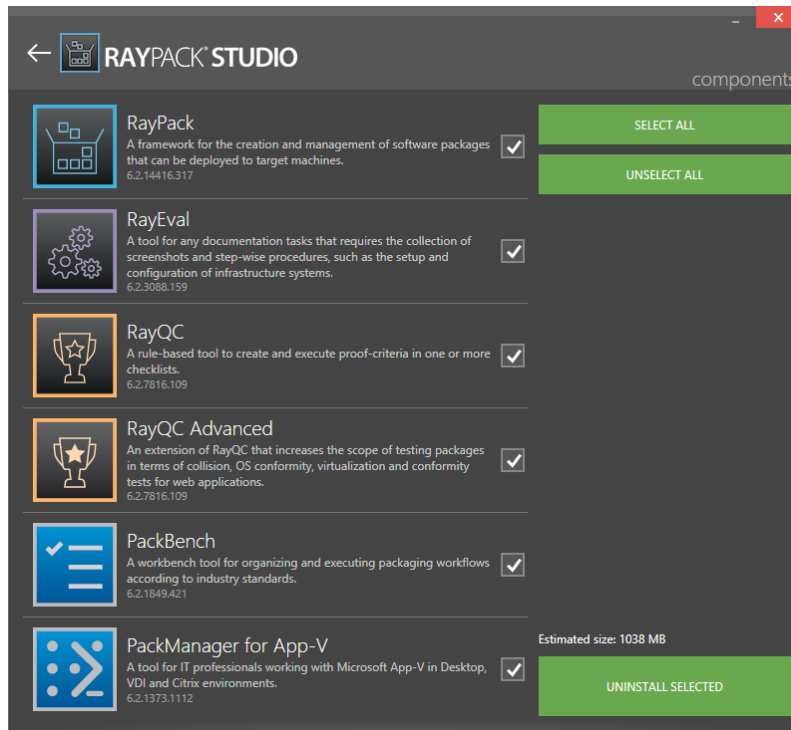 RAYPACK® STUDIO
components
RayPack
A framework for the creation and management of software packages
that can be deployed to target machines.
6.2.14416.317
RayEval
A tool for any documentation tasks that requires the collection of
screenshots and step-wise procedures, such as the setup and
configuration of infrastructure systems.
6.2.3088.159
RayQC
A rule-based tool to create and execute proof-criteria in one or more
checklists.
6.2.7816.109
RayQC Advanced
An extension of RayQC that increases the scope of testing packages
in terms of collision, OS conformity, virtualization and conformity
tests for web applications.
6.2.7816.109
PackBench
A workbench tool for organizing and executing packaging workflows
according to industry standards.
6.2.1849.421
PackManager for App-V
A tool for IT professionals working with Microsoft App-V in Desktop,
VDI and Citrix environments.
6.2.1373.1112
SELECT ALL
UNSELECT ALL
Estimated size: 1038 MB
UNINSTALL SELECTED